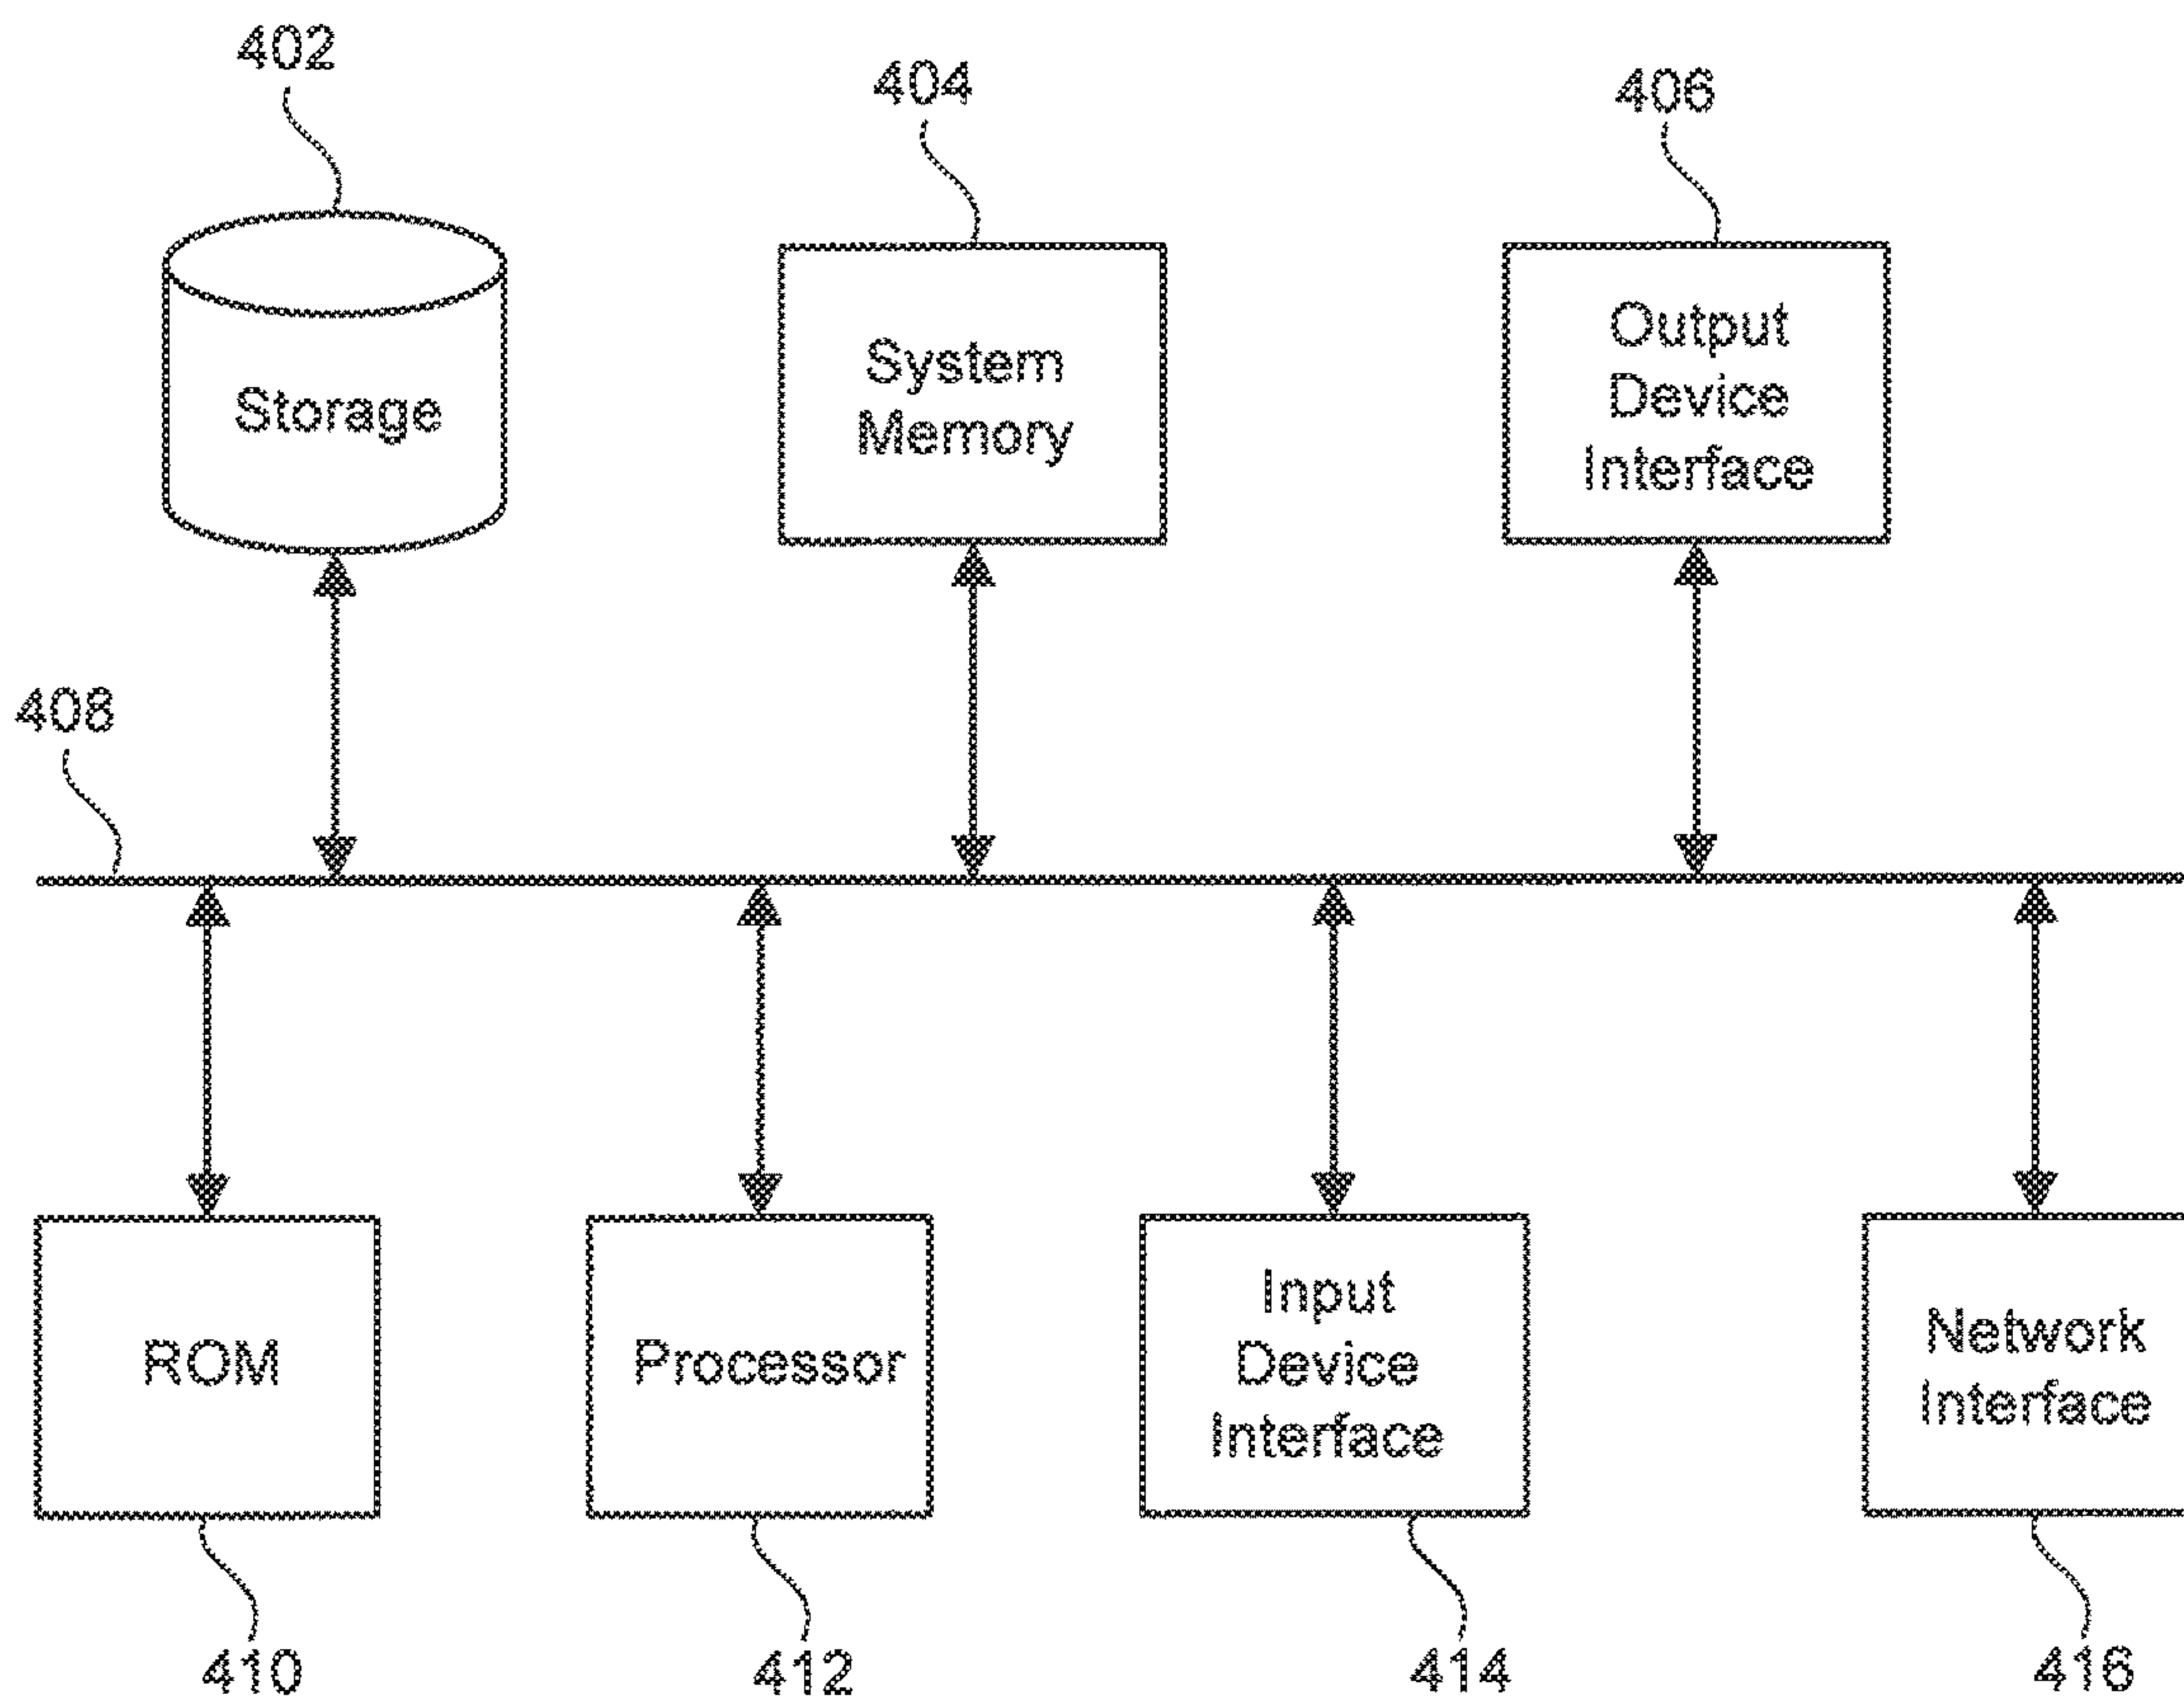 402
404
406
Storage
System
Memory
Output
Device
Interface
408
ROM
Processor
Input
Device
Interface
Network
Interface
410
412
414
416